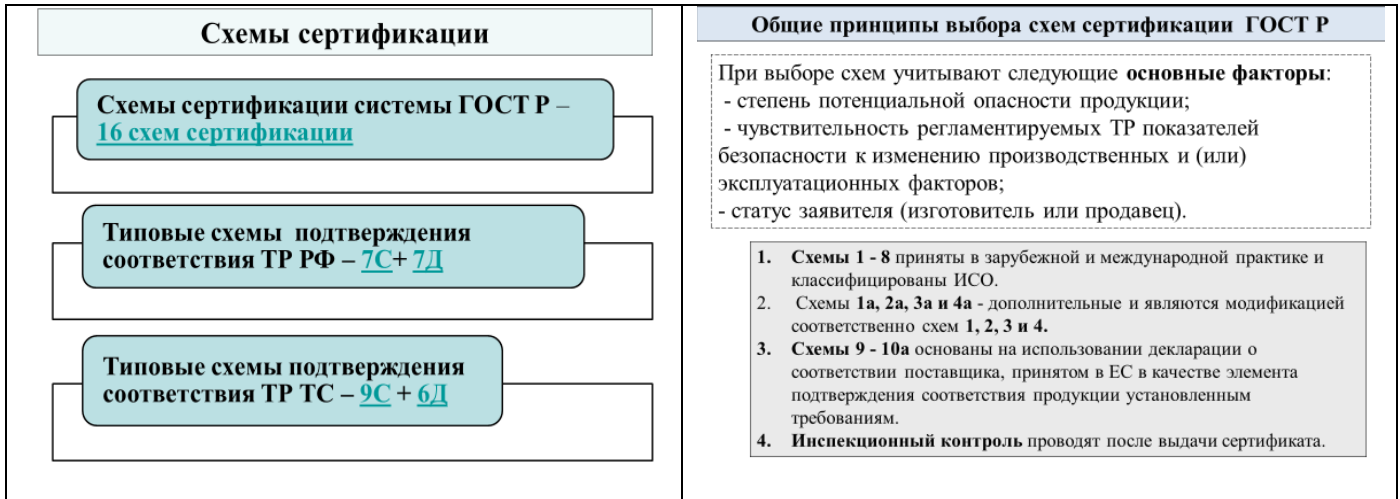 Схемы сертификации
Схемы сертификации системы ГОСТ Р –
16 схем сертификации
Типовые схемы подтверждения
соответствия ТР РФ – 7С+ 7Д
Типовые схемы подтверждения
соответствия ТР ТС – 9С + 6Д
Общие принципы выбора схем сертификации ГОСТ Р
При выборе схем учитывают следующие основные факторы:
- степень потенциальной опасности продукции;
- чувствительность регламентируемых ТР показателей
безопасности к изменению производственных и (или)
эксплуатационных факторов;
- статус заявителя (изготовитель или продавец).
1. Схемы 1 - 8 приняты в зарубежной и международной практике и
классифицированы ИСО.
2. Схемы 1а, 2а, 3а и 4а - дополнительные и являются модификацией
соответственно схем 1, 2, 3 и 4.
3. Схемы 9 - 10а основаны на использовании декларации о
соответствии поставщика, принятом в ЕС в качестве элемента
подтверждения соответствия продукции установленным
требованиям.
4. Инспекционный контроль проводят после выдачи сертификата.